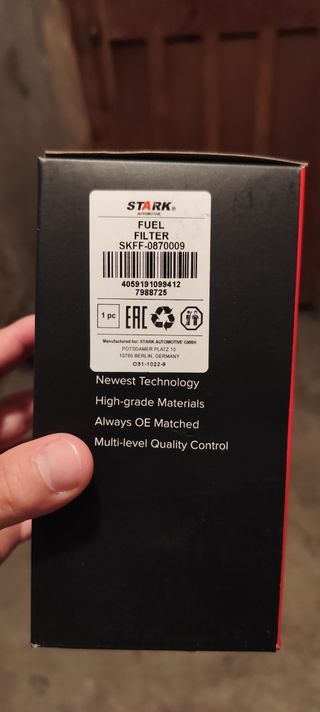 STARK®
AUTOMOTIVE
FUEL
FILTER
SKFF-0870009
4059191099412
7988725
1 pc
EAC
Manufactured for: STARK AUTOMOTIVE GMBH
POTSDAMER PLATZ 10
10785 BERLIN, GERMANY
O31-1022-9
Newest Technology
High-grade Materials
Always OE Matched
Multi-level Quality Control